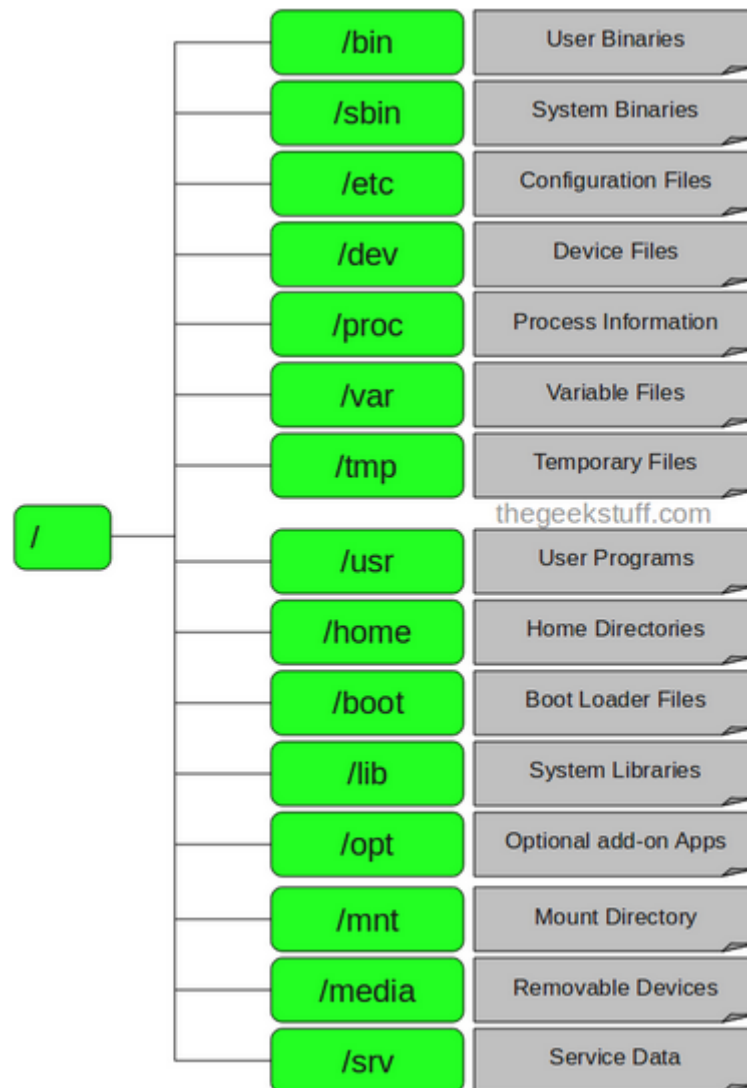 /bin User Binaries
/sbin System Binaries
/etc Configuration Files
/dev Device Files
/proc Process Information
/var Variable Files
/tmp Temporary Files
thegeekstuff.com
/
/usr User Programs
/home Home Directories
/boot Boot Loader Files
/lib System Libraries
/opt Optional add-on Apps
/mnt Mount Directory
/media Removable Devices
/srv Service Data